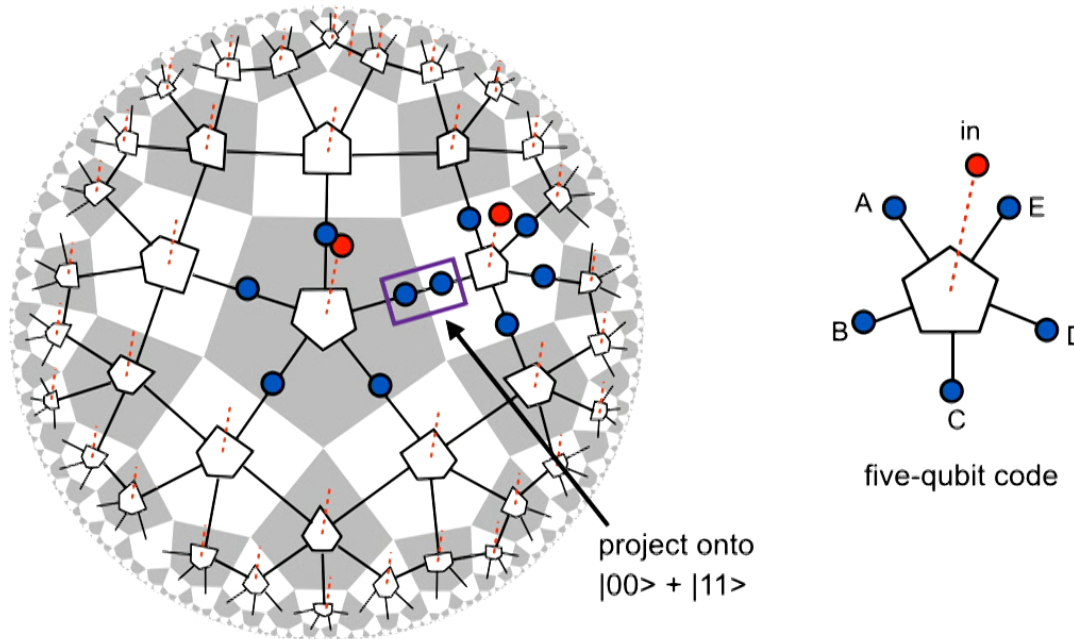 in
A
E
B
D
C
five-qubit code
project onto
|00> + |11>